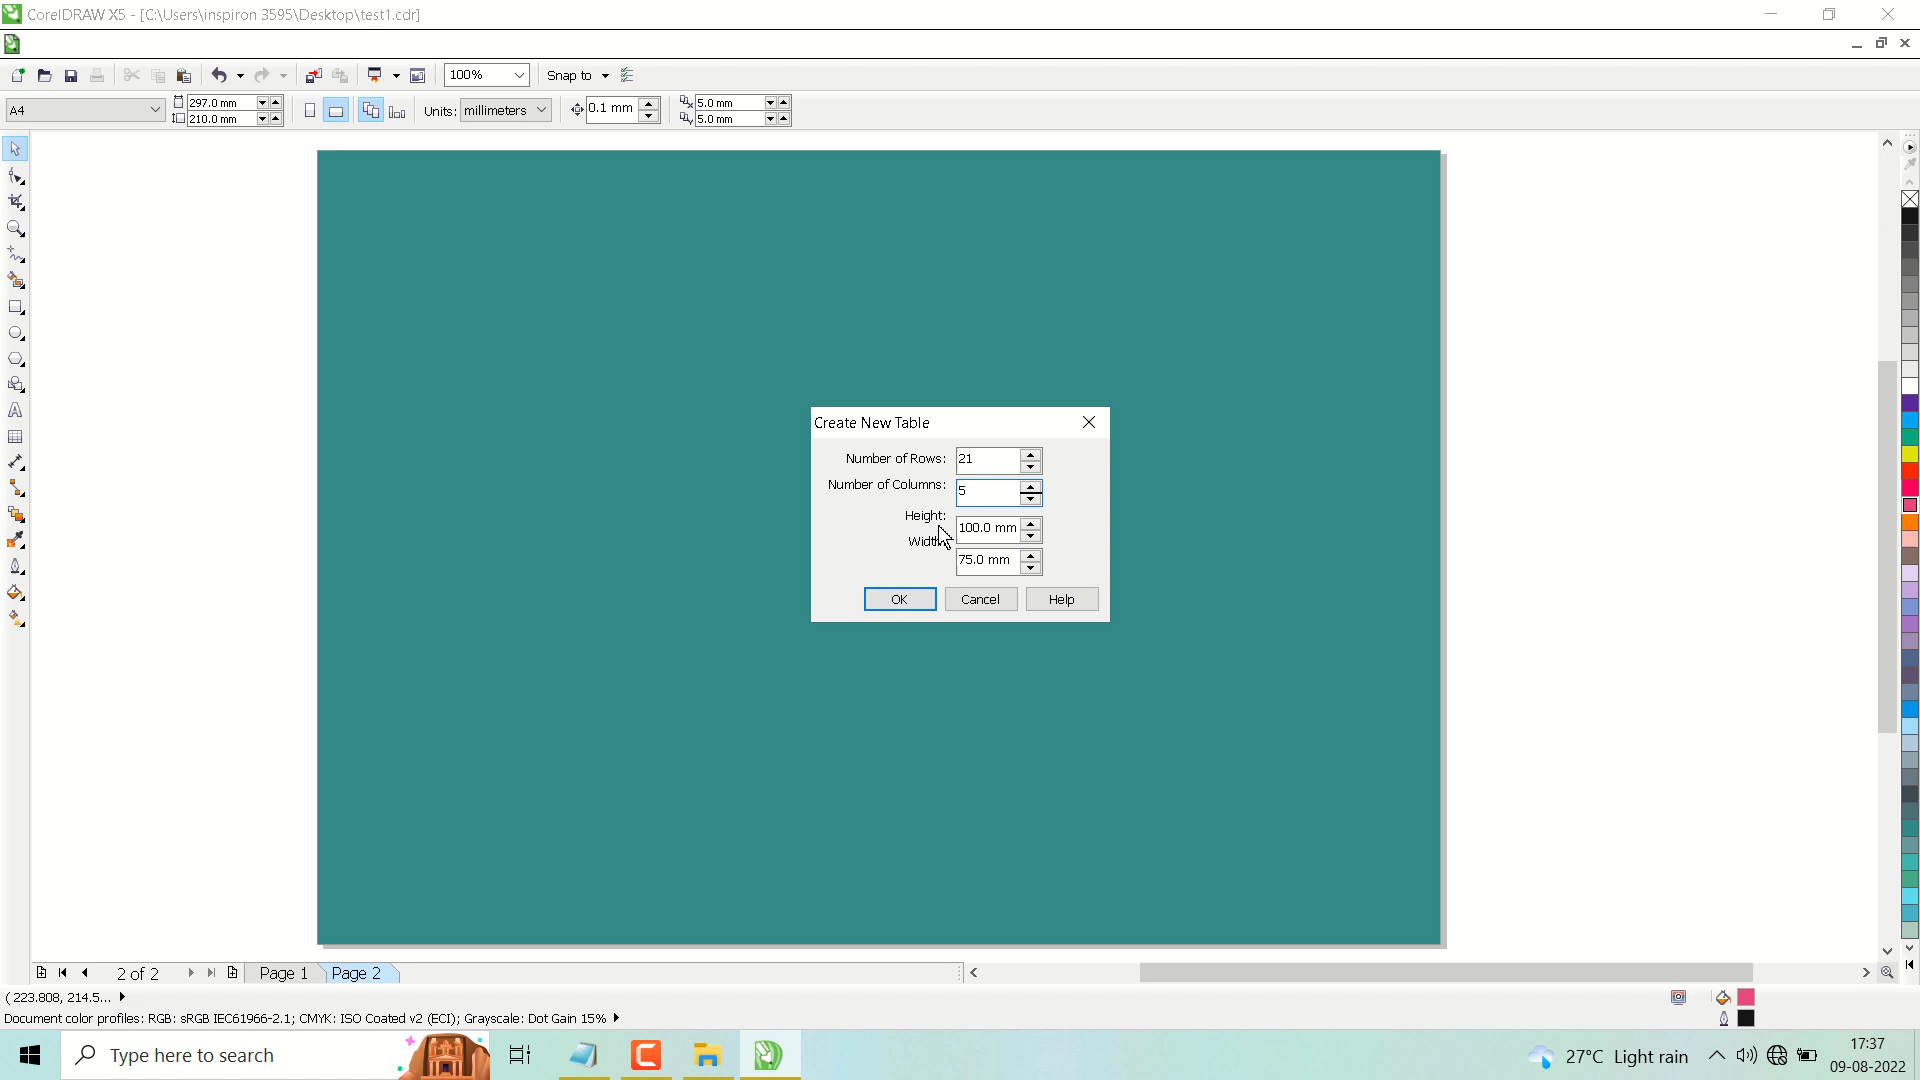 CorelDRAW X5 - [C:\Users\inspiron 3595\Desktop\test1.cdr]
100%
Snap to
A4
297.0 mm
210.0 mm
Units: millimeters
0.1 mm
5.0 mm
5.0 mm
Create New Table
Number of Rows: 21
Number of Columns: 5
Height: 100.0 mm
Width: 75.0 mm
OK
Cancel
Help
2 of 2
Page 1
Page 2
(223.808, 214.5...
Document color profiles: RGB: sRGB IEC61966-2.1; CMYK: ISO Coated v2 (ECI); Grayscale: Dot Gain 15%
Type here to search
27°C Light rain
17:37
09-08-2022